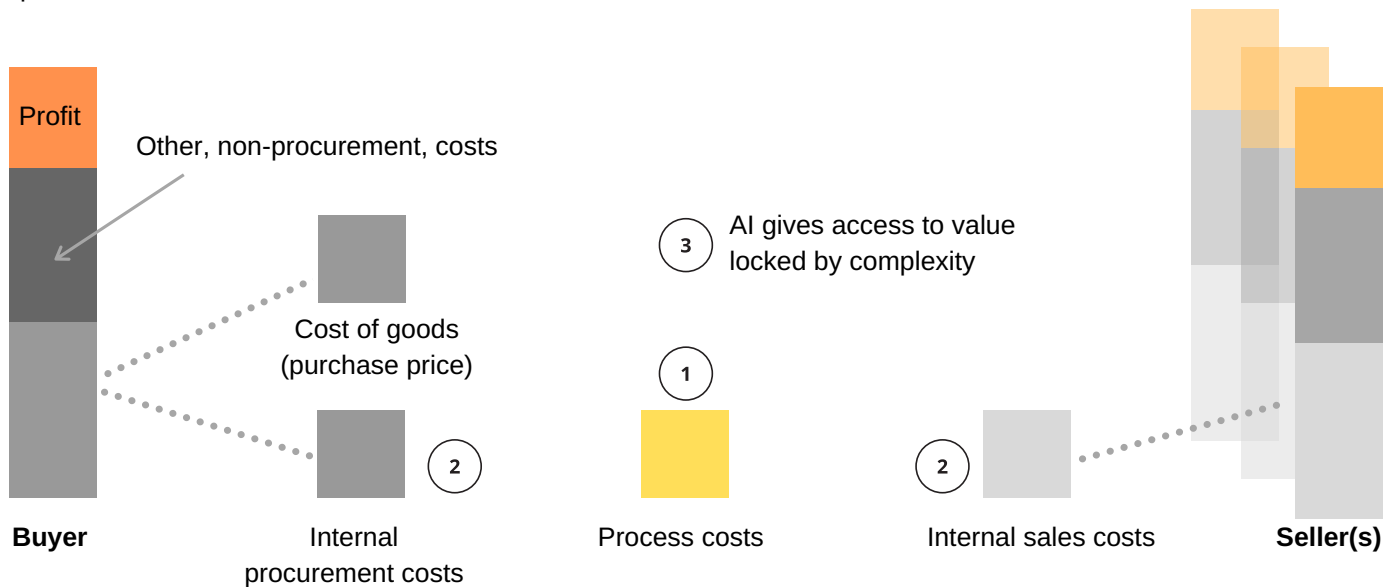 Profit
Other, non-procurement, costs
3
AI gives access to value
locked by complexity
Cost of goods
(purchase price)
1
2
2
Buyer
Internal
procurement costs
Process costs
Internal sales costs
Seller(s)